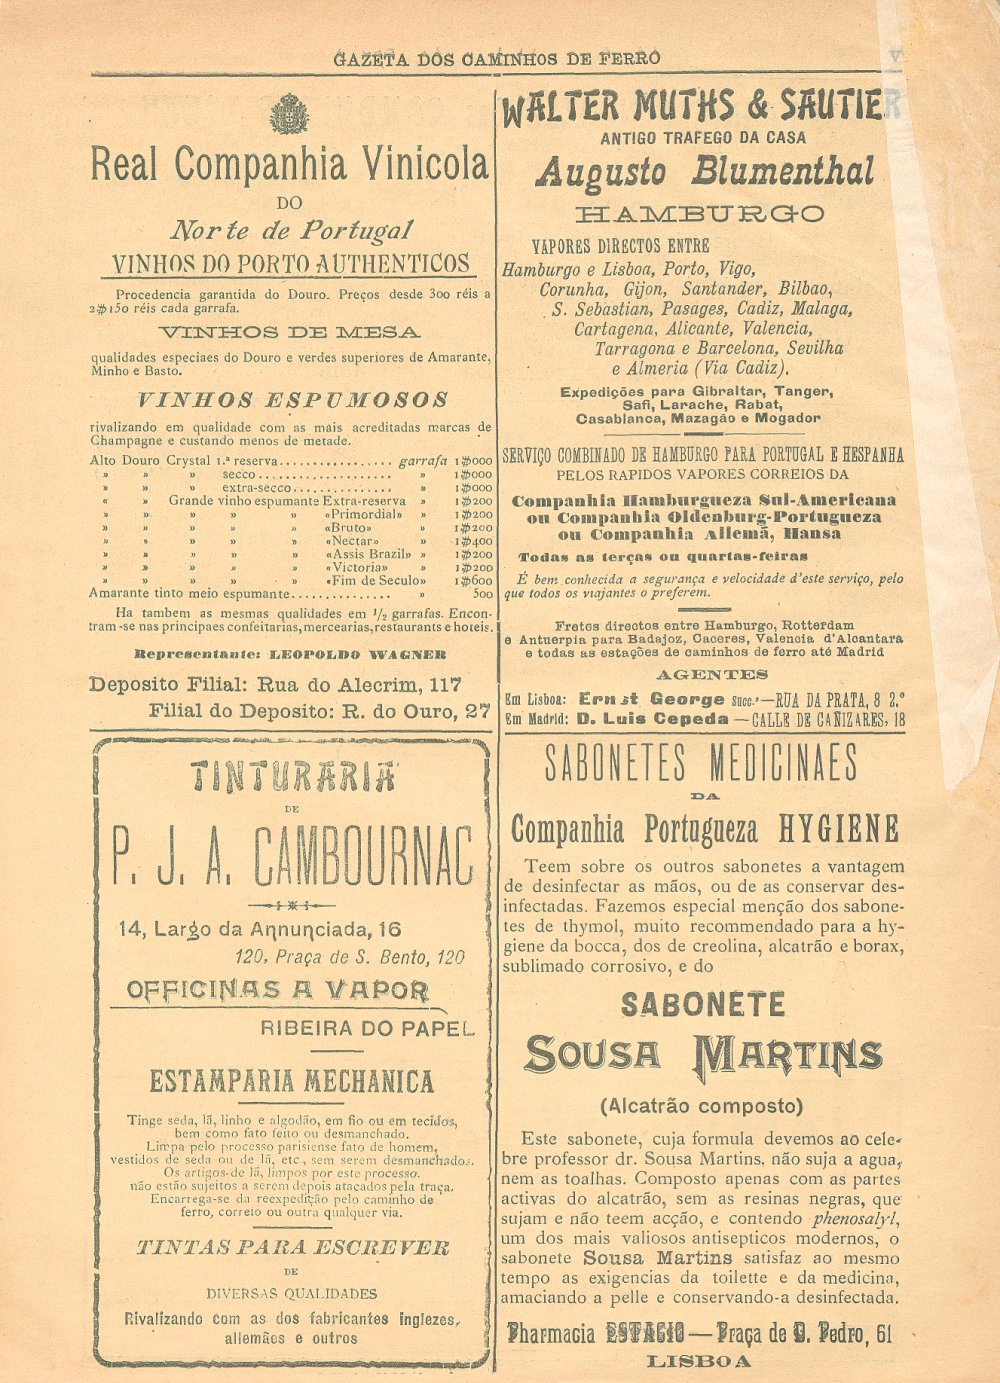 GAZETA DOS CAMINHOS DE FERRO
V
Real Companhia Vinicola
DO
Norte de Portugal
VINHOS DO PORTO AUTHENTICOS
Procedencia garantida do Douro. Preços desde 300 réis a
2$150 réis cada garrafa.
VINHOS DE MESA
qualidades especiaes do Douro e verdes superiores de Amarante,
Minho e Basto.
VINHOS ESPUMOSOS
rivalizando em qualidade com as mais acreditadas marcas de
Champagne e custando menos de metade.
Alto Douro Crystal 1.ª reserva................ garrafa 1$000
» » » secco...................... » 1$000
» » » extra-secco............... » 1$000
» » Grande vinho espumante Extra-reserva » 1$200
» » » » » «Primordial» » 1$200
» » » » » «Bruto» » 1$200
» » » » » «Nectar» » 1$400
» » » » » «Assis Brazil» » 1$200
» » » » » «Victoria» » 1$200
» » » » » «Fim de Seculo» » 1$600
Amarante tinto meio espumante.................. » 500
Ha tambem as mesmas qualidades em 1/2 garrafas. Encon-
tram-se nas principaes confeitarias, mercearias, restaurants e hoteis.
Representante: LEOPOLDO WAGNER
Deposito Filial: Rua do Alecrim, 117
Filial do Deposito: R. do Ouro, 27
TINTURARIA
DE
P. J. A. CAMBOURNAC
14, Largo da Annunciada, 16
120, Praça de S. Bento, 120
OFFICINAS A VAPOR
RIBEIRA DO PAPEL
ESTAMPARIA MECHANICA
Tinge seda, lã, linho e algodão, em fio ou em tecidos,
bem como fato feito ou desmanchado.
Limpa pelo processo parisiense fato de homem,
vestidos de seda ou de lã, etc., sem serem desmanchados.
Os artigos de lã, limpos por este processo.
não estão sujeitos a serem depois atacados pela traça.
Encarrega-se da reexpedição pelo caminho de
ferro, correio ou outra qualquer via.
TINTAS PARA ESCREVER
DE
DIVERSAS QUALIDADES
Rivalizando com as dos fabricantes inglezes,
allemães e outros
WALTER MUTHS & SAUTIER
ANTIGO TRAFEGO DA CASA
Augusto Blumenthal
HAMBURGO
VAPORES DIRECTOS ENTRE
Hamburgo e Lisboa, Porto, Vigo,
Corunha, Gijon, Santander, Bilbao,
S. Sebastian, Pasages, Cadiz, Malaga,
Cartagena, Alicante, Valencia,
Tarragona e Barcelona, Sevilha
e Almeria (Via Cadiz).
Expedições para Gibraltar, Tanger,
Safi, Larache, Rabat,
Casablanca, Mazagão e Mogador
SERVIÇO COMBINADO DE HAMBURGO PARA PORTUGAL E HESPANHA
PELOS RAPIDOS VAPORES CORREIOS DA
Companhia Hamburgueza Sul-Americana
ou Companhia Oldenburg-Portugueza
ou Companhia Allemã, Hansa
Todas as terças ou quartas-feiras
É bem conhecida a segurança e velocidade d'este serviço, pelo
que todos os viajantes o preferem.
Fretes directos entre Hamburgo, Rotterdam
e Antuerpia para Badajoz, Caceres, Valencia d'Alcantara
e todas as estações de caminhos de ferro até Madrid
AGENTES
Em Lisboa: Ernst George Succ.ª—RUA DA PRATA, 8 2.º
Em Madrid: D. Luis Cepeda — CALLE DE CAÑIZARES, 18
SABONETES MEDICINAES
DA
Companhia Portugueza HYGIENE
Teem sobre os outros sabonetes a vantagem
de desinfectar as mãos, ou de as conservar des-
infectadas. Fazemos especial menção dos sabone-
tes de thymol, muito recommendado para a hy-
giene da bocca, dos de creolina, alcatrão e borax,
sublimado corrosivo, e do
SABONETE
SOUSA MARTINS
(Alcatrão composto)
Este sabonete, cuja formula devemos ao cele-
bre professor dr. Sousa Martins, não suja a agua,
nem as toalhas. Composto apenas com as partes
activas do alcatrão, sem as resinas negras, que
sujam e não teem acção, e contendo phenosalyl,
um dos mais valiosos antisepticos modernos, o
sabonete Sousa Martins satisfaz ao mesmo
tempo as exigencias da toilette e da medicina,
amaciando a pelle e conservando-a desinfectada.
Pharmacia ESTACIO — Praça de D. Pedro, 61
LISBOA